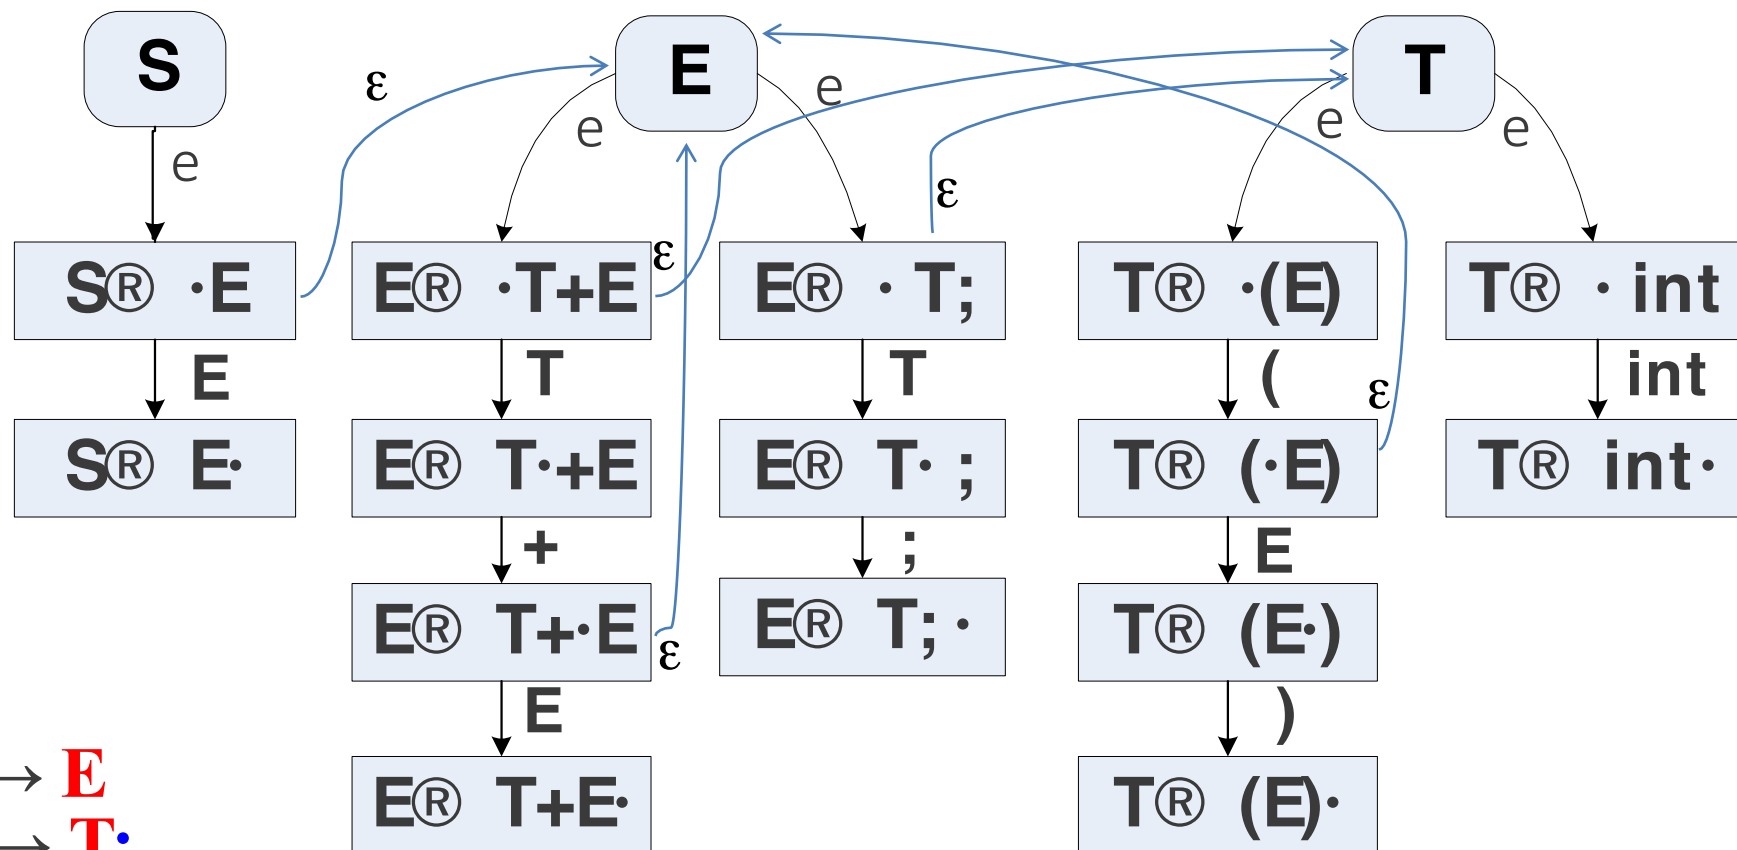 S E T
ε e e e e e
ε ε
S® ·E E® ·T+E E® · T; T® ·(E) T® · int
E T T ( int
ε
S® E· E® T·+E E® T· ; T® (·E) T® int·
+ ; E
E® T+·E E® T; · T® (E·)
ε
E )
E® T+E· T® (E)·
→ E
→ T·